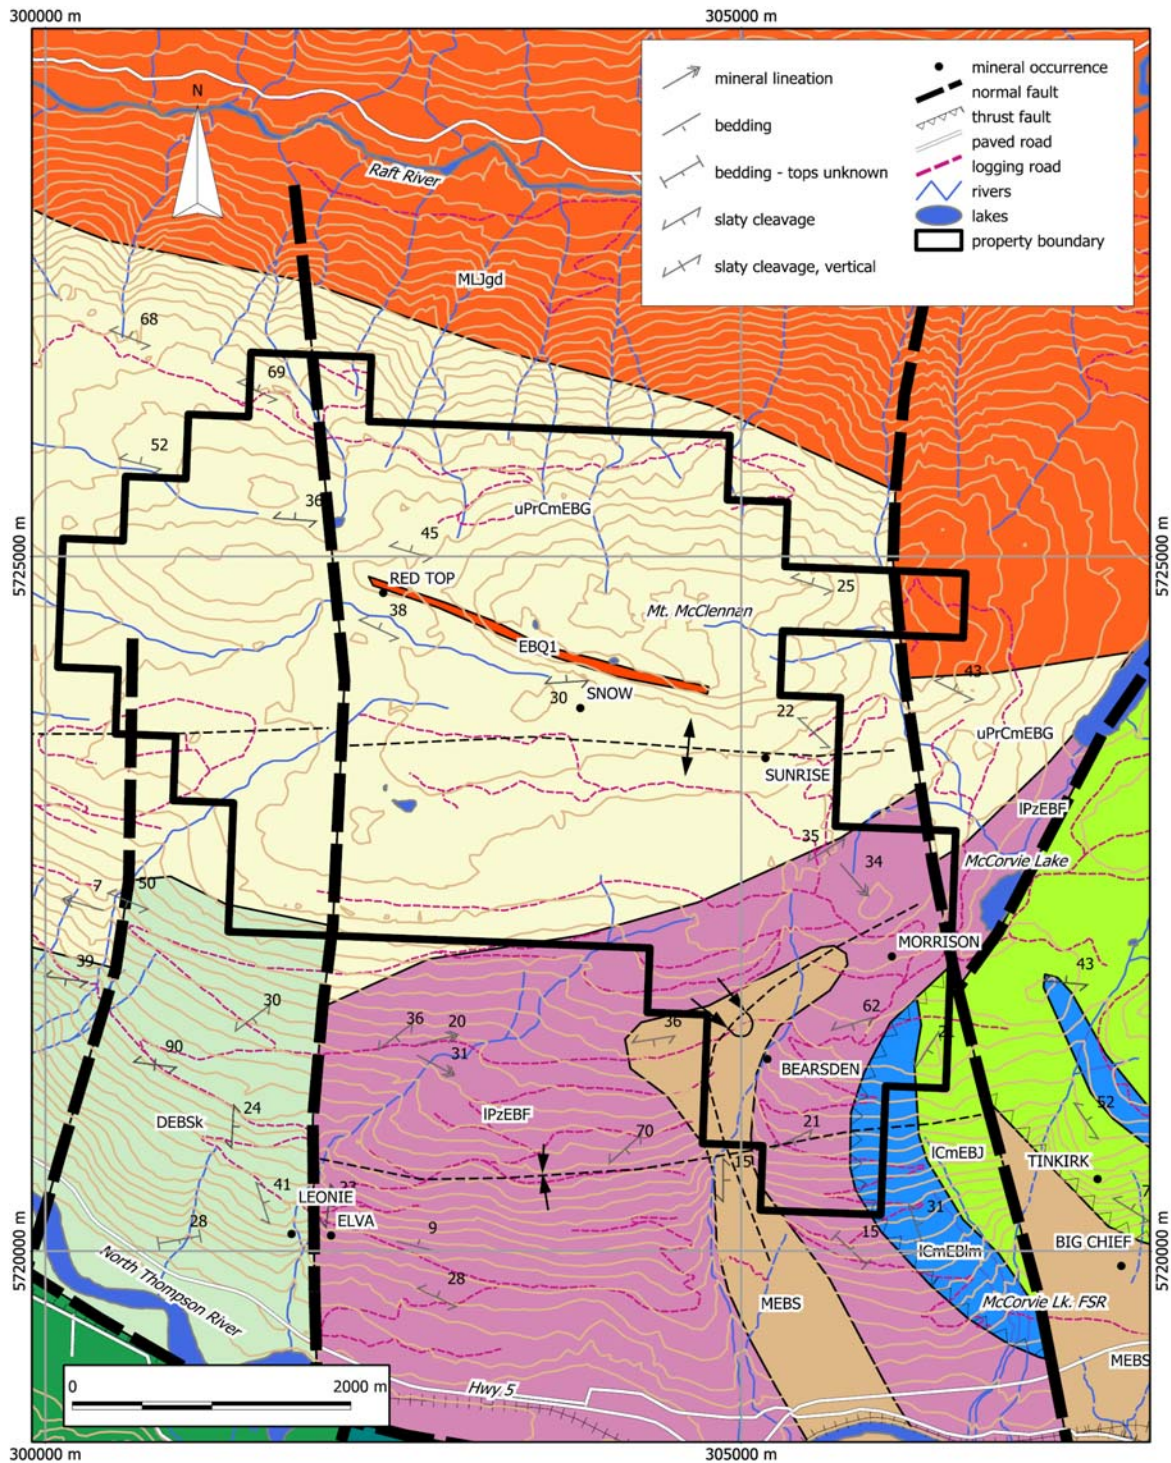 300000 m
305000 m
mineral lineation
bedding
bedding - tops unknown
slaty cleavage
slaty cleavage, vertical
mineral occurrence
normal fault
thrust fault
paved road
logging road
rivers
lakes
property boundary
N
Raft River
MLJgd
68
69
52
36
uPrCmEBG
45
5725000 m
5725000 m
RED TOP
38
25
Mt. McClennan
EBQ1
43
30
SNOW
22
uPrCmEBG
SUNRISE
lPzEBF
35
34
McCorvie Lake
7
50
MORRISON
39
43
30
36
20
36
62
31
90
BEARSDEN
24
52
DEBSk
lPzEBF
70
21
15
lCmEBJ
TINKIRK
41
LEONIE
31
ELVA
28
9
15
lCmEBlm
BIG CHIEF
5720000 m
5720000 m
North Thompson River
28
MEBS
McCorvie Lk. FSR
MEBS
0
2000 m
Hwy. 5
300000 m
305000 m